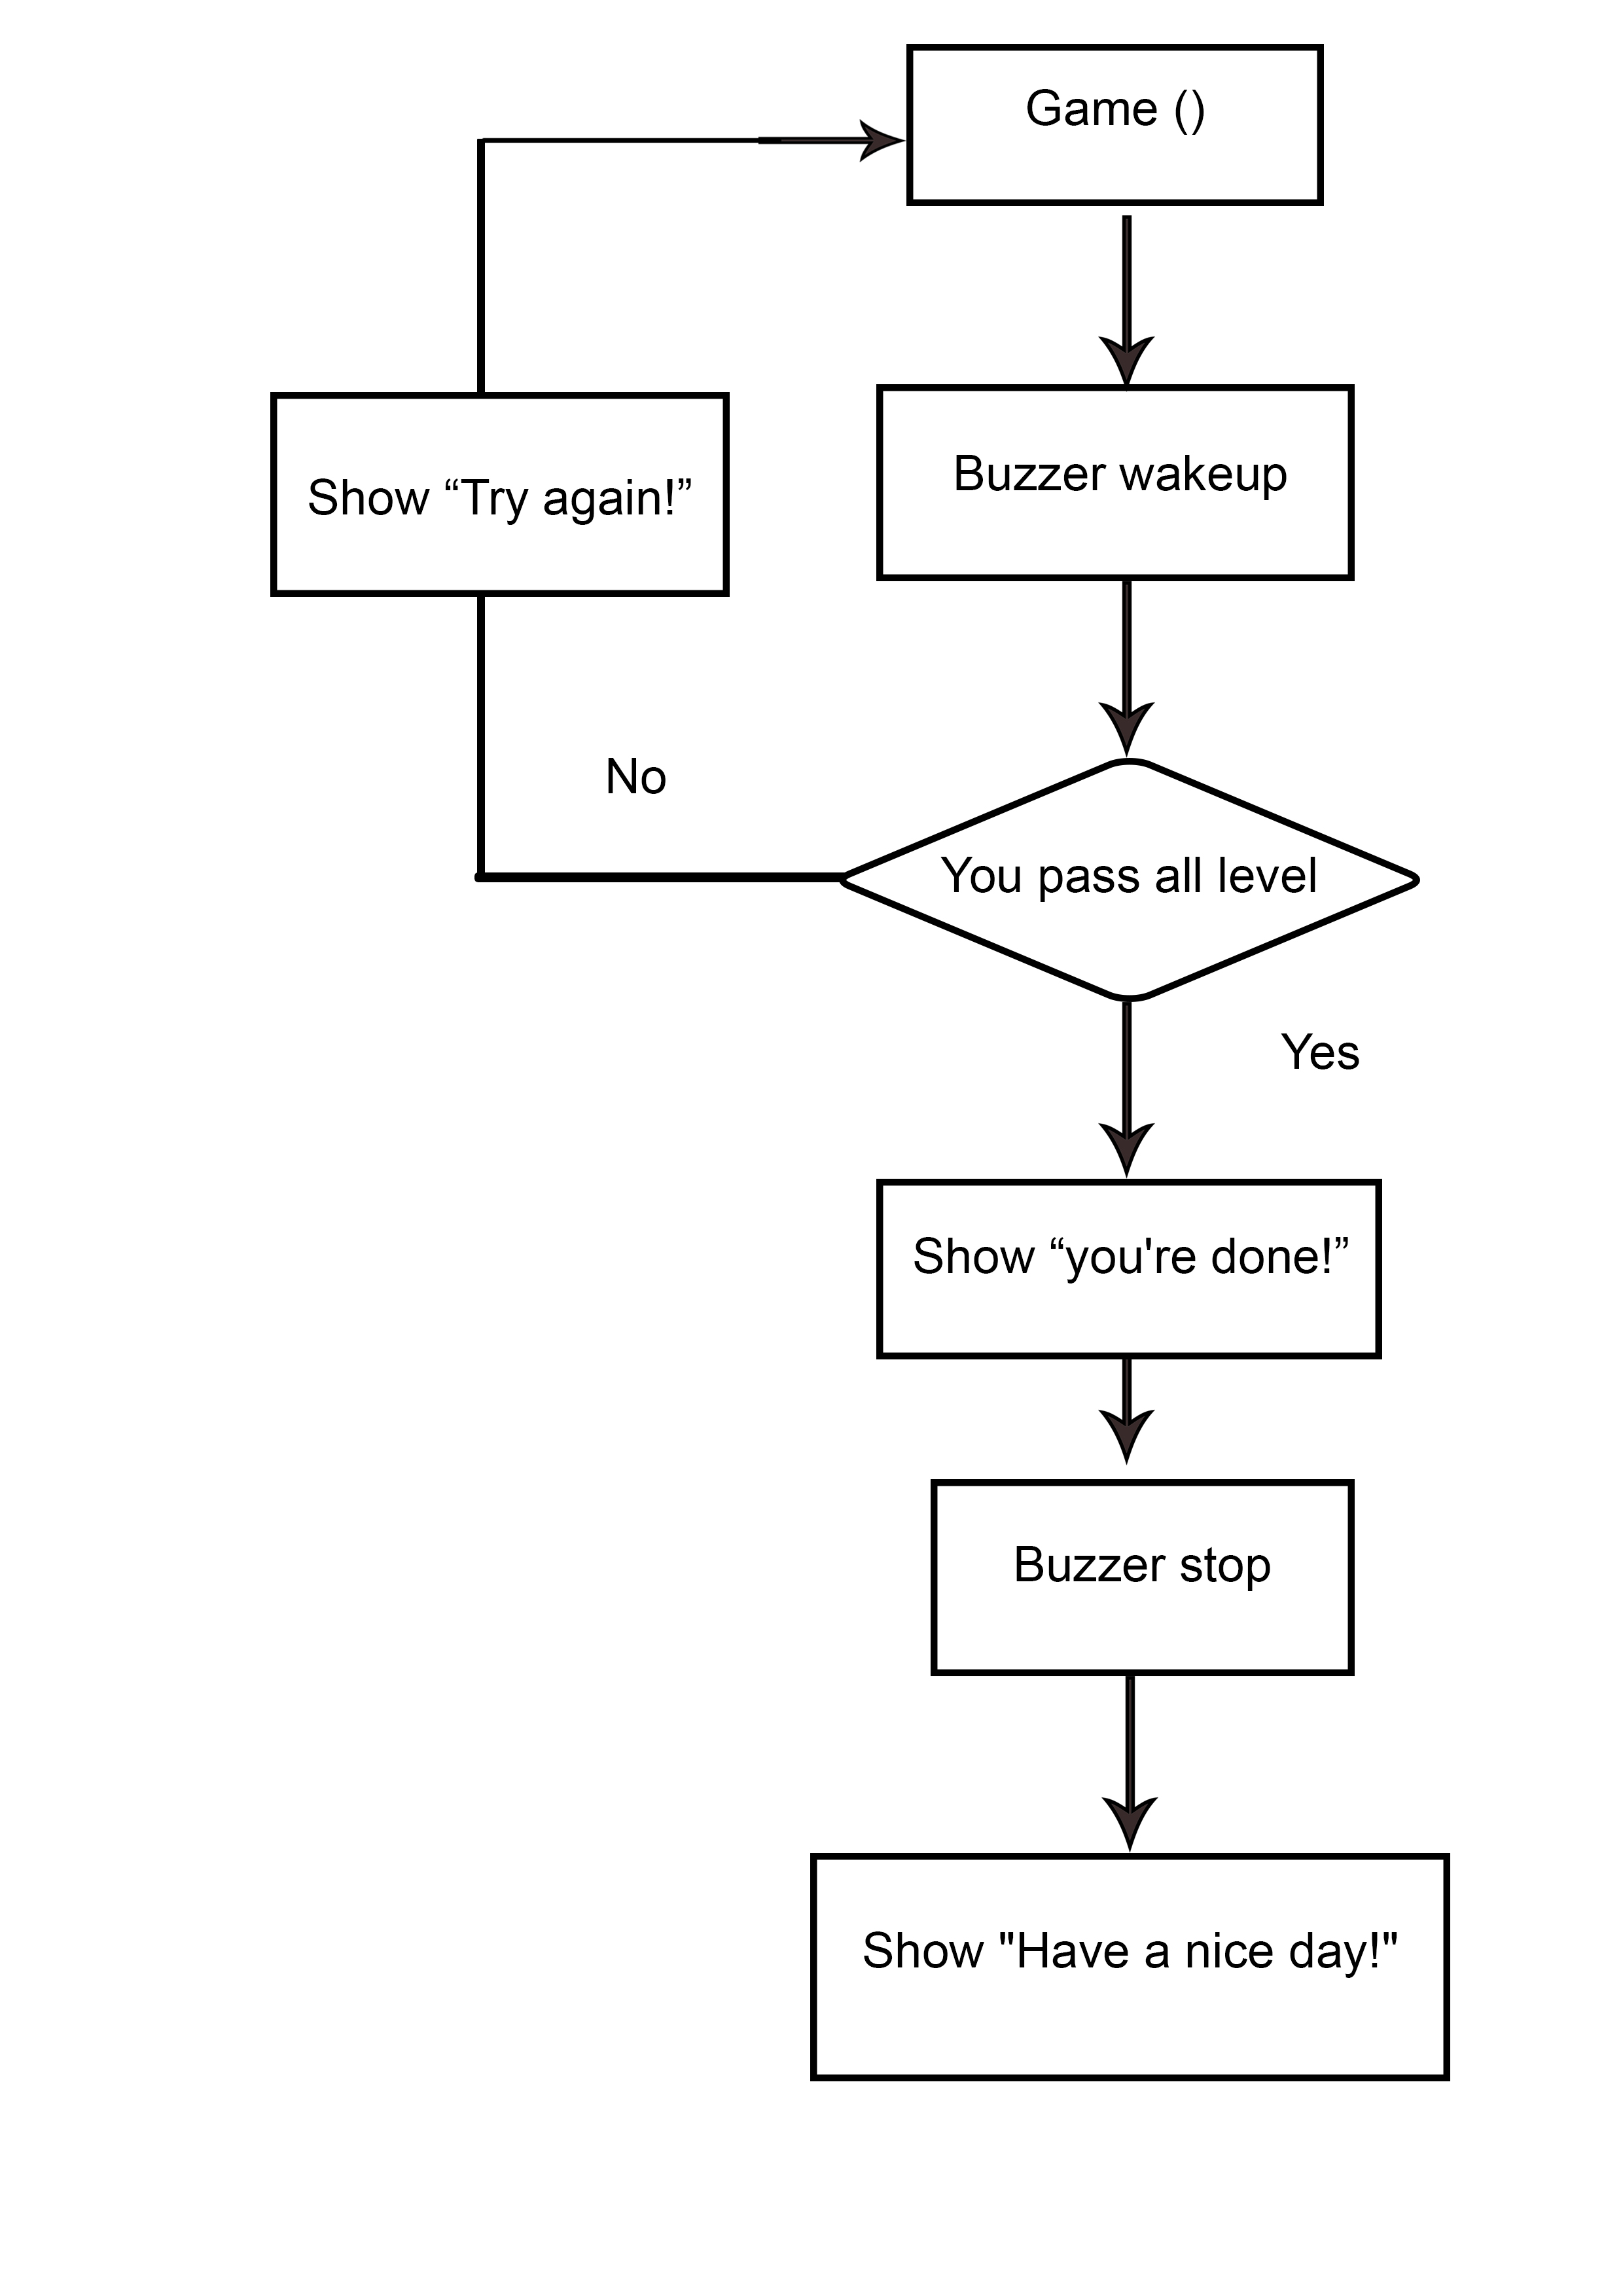 Game ()
Buzzer wakeup
Show “Try again!”
No
You pass all level
Yes
Show “you're done!”
Buzzer stop
Show "Have a nice day!"